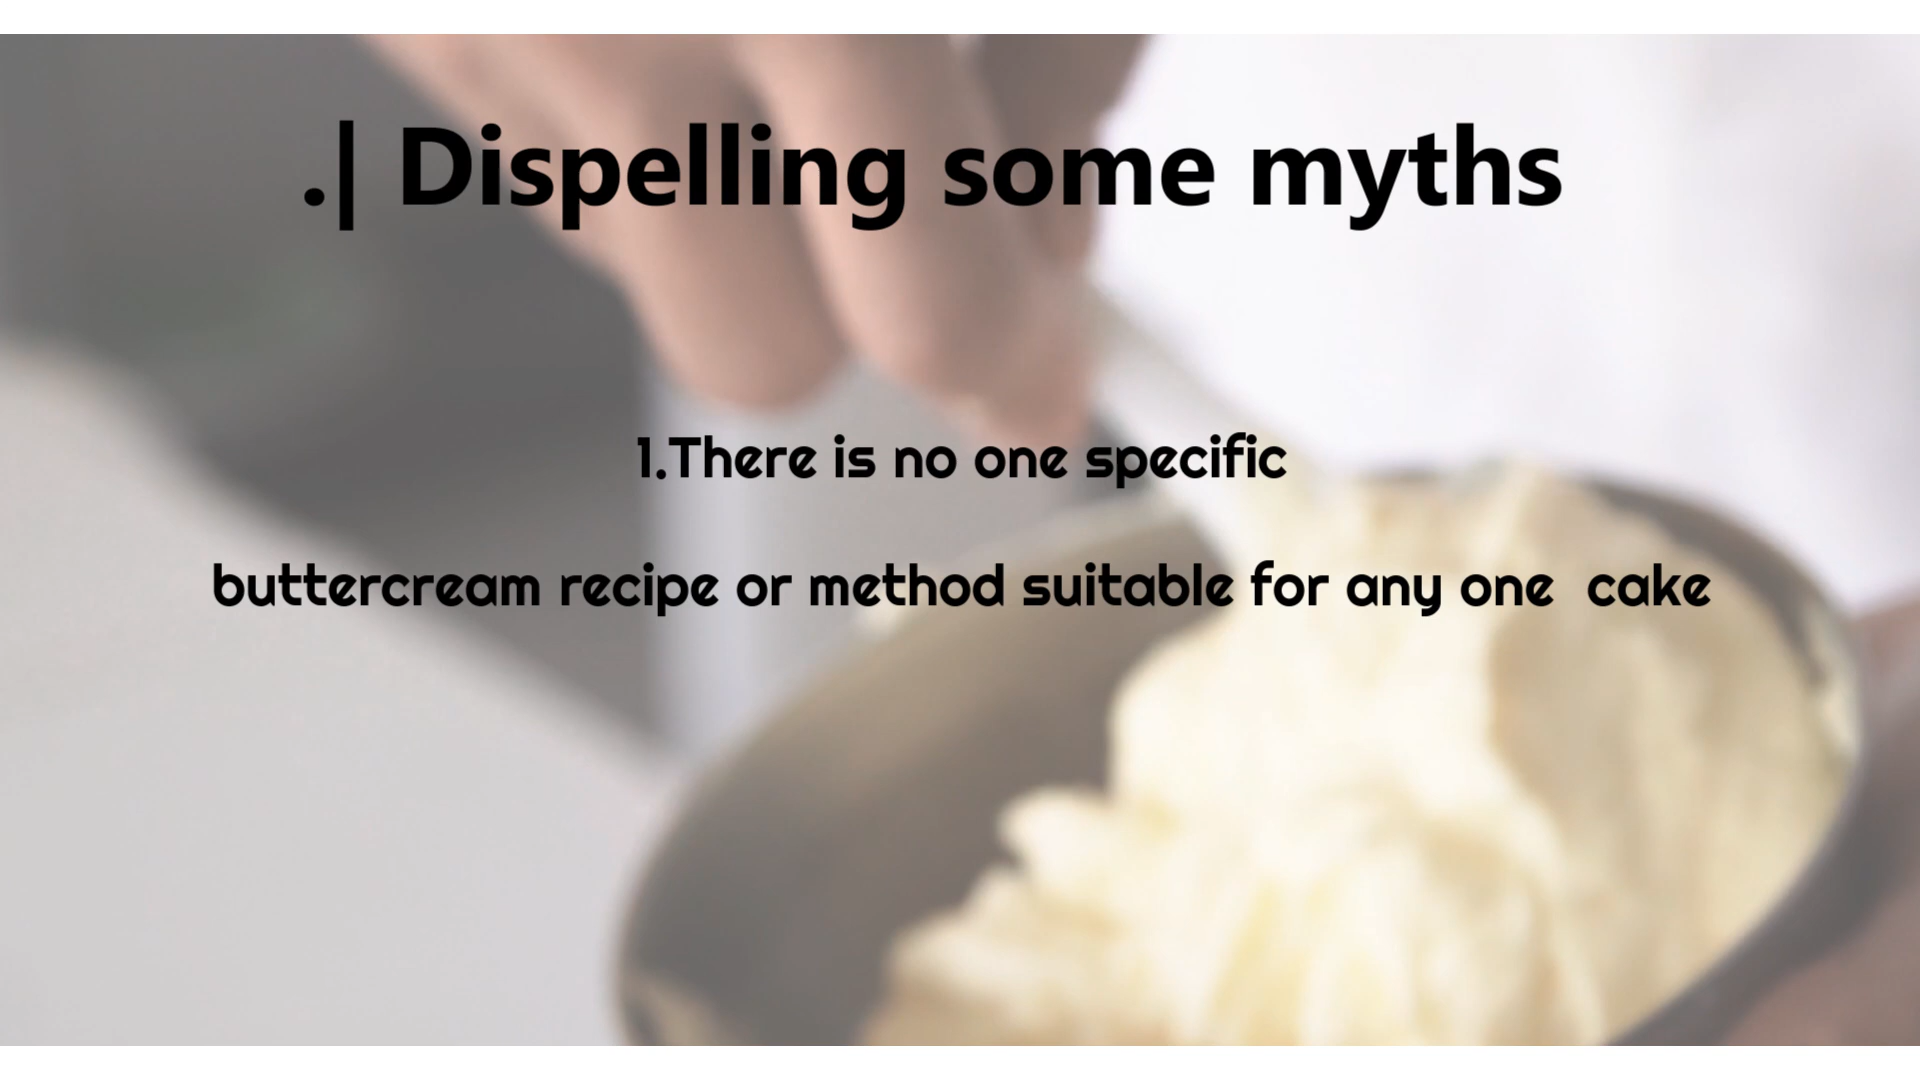 .| Dispelling some myths
1.There is no one specific
buttercream recipe or method suitable for any one  cake